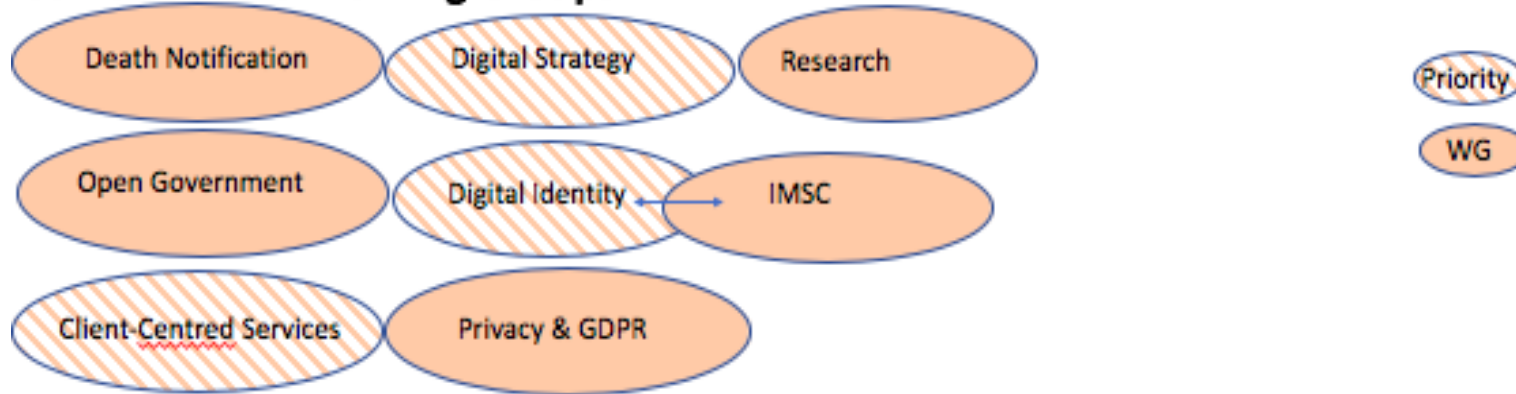 Death Notification
Digital Strategy
Research
Priority
Open Government
Digital Identity
IMSC
WG
Client-Centred Services
Privacy & GDPR